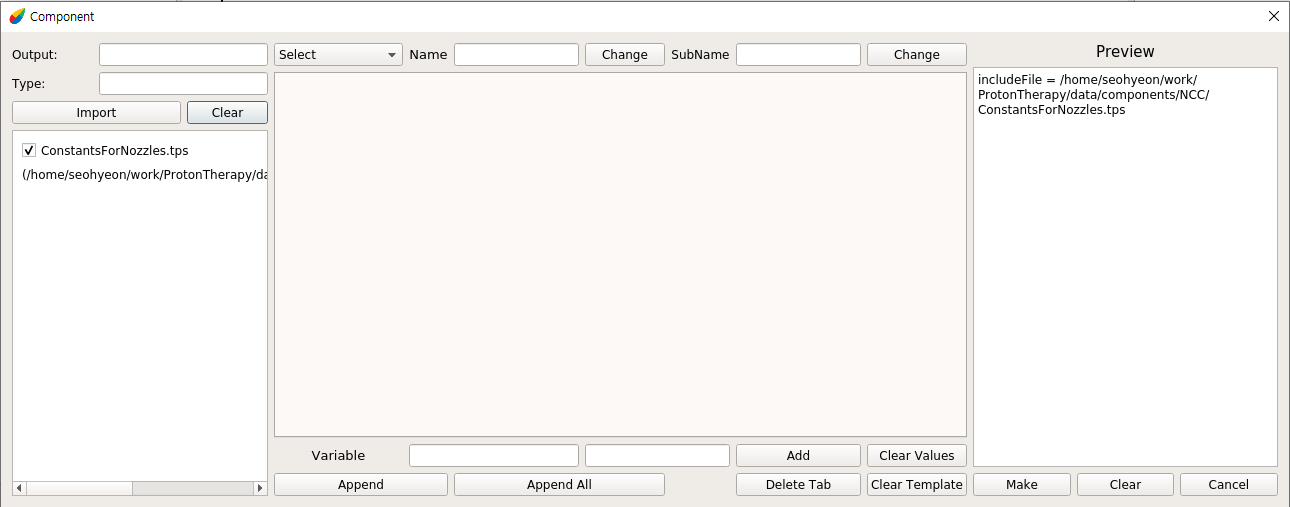 Component
Output:
Select Name Change SubName Change
Preview
Type:
Import Clear
ConstantsForNozzles.tps
(/home/seohyeon/work/ProtonTherapy/da
includeFile = /home/seohyeon/work/
ProtonTherapy/data/components/NCC/
ConstantsForNozzles.tps
Variable Add Clear Values
Append Append All Delete Tab Clear Template
Make Clear Cancel